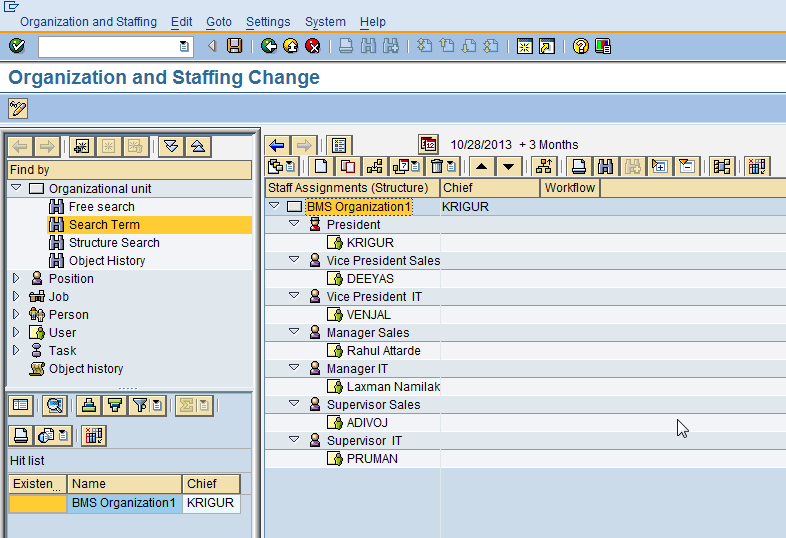 Organization and Staffing Edit Goto Settings System Help
Organization and Staffing Change
10/28/2013 + 3 Months
Find by
Organizational unit
Free search
Search Term
Structure Search
Object History
Position
Job
Person
User
Task
Object history
Hit list
Existen... Name Chief
BMS Organization1 KRIGUR
Staff Assignments (Structure) Chief Workflow
BMS Organization1 KRIGUR
President
KRIGUR
Vice President Sales
DEEYAS
Vice President IT
VENJAL
Manager Sales
Rahul Attarde
Manager IT
Laxman Namilak
Supervisor Sales
ADIVOJ
Supervisor IT
PRUMAN